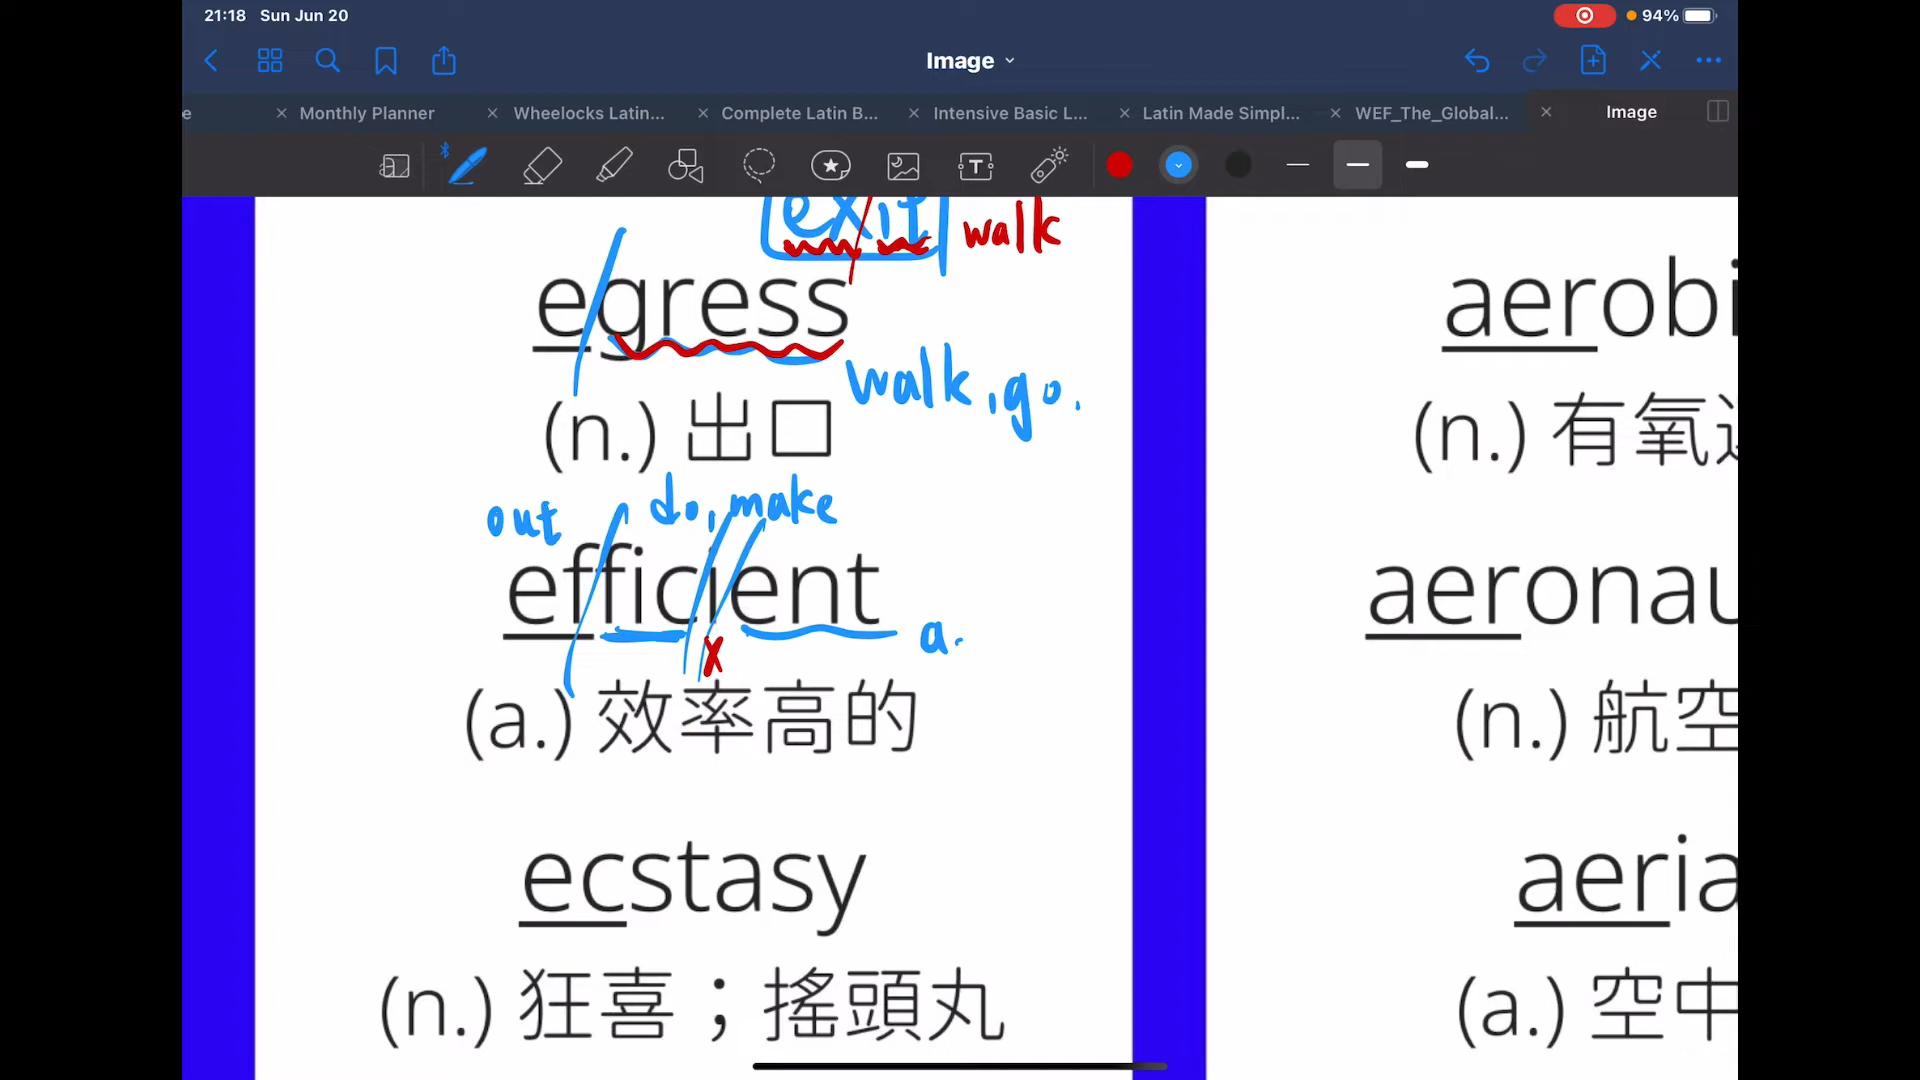 21:18 Sun Jun 20
94%
Image
e
Monthly Planner
Wheelocks Latin...
Complete Latin B...
Intensive Basic L...
Latin Made Simpl...
WEF_The_Global...
Image
exit walk
egress
walk, go.
(n.) 出口
out do, make
efficient
x a.
(a.) 效率高的
ecstasy
(n.) 狂喜；搖頭丸
aerobi
(n.) 有氧
aeronau
(n.) 航空
aeria
(a.) 空中